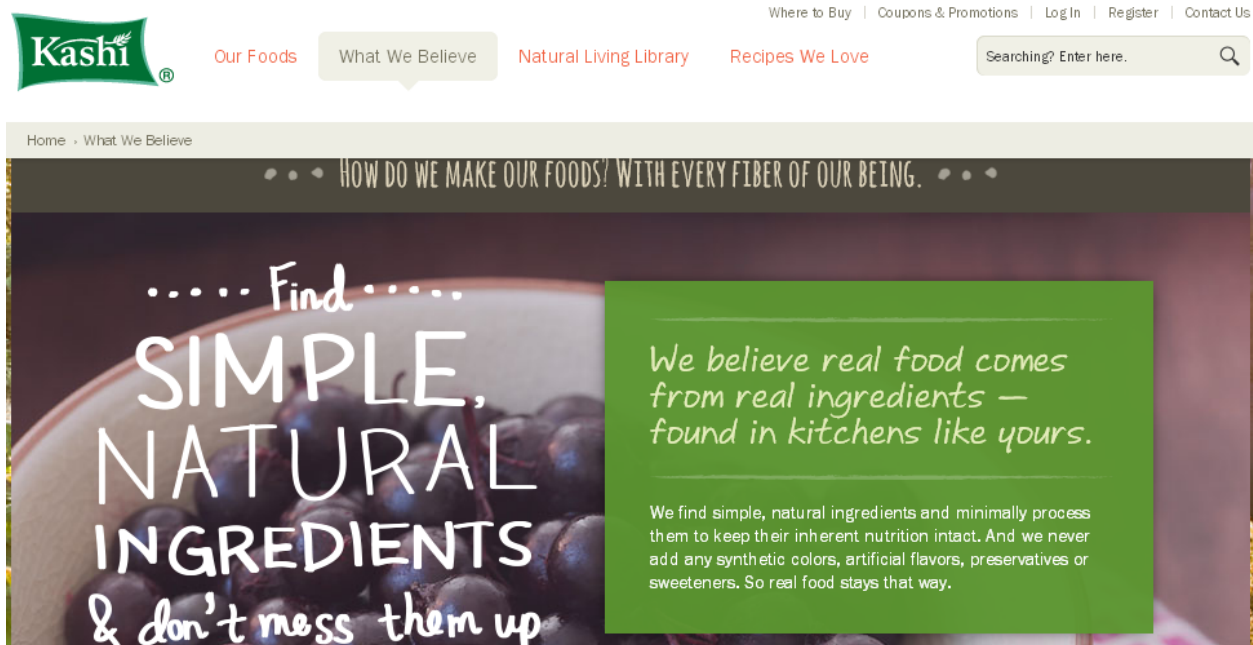 Where to Buy | Coupons & Promotions | Log In | Register | Contact Us
Kashi®
Our Foods What We Believe Natural Living Library Recipes We Love
Searching? Enter here.
Home › What We Believe
HOW DO WE MAKE OUR FOODS? WITH EVERY FIBER OF OUR BEING.
Find
SIMPLE,
NATURAL
INGREDIENTS
& don't mess them up
We believe real food comes
from real ingredients —
found in kitchens like yours.
We find simple, natural ingredients and minimally process
them to keep their inherent nutrition intact. And we never
add any synthetic colors, artificial flavors, preservatives or
sweeteners. So real food stays that way.